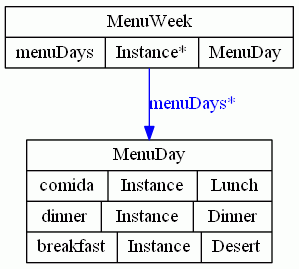 MenuWeek
menuDays Instance* MenuDay
menuDays*
MenuDay
comida Instance Lunch
dinner Instance Dinner
breakfast Instance Desert